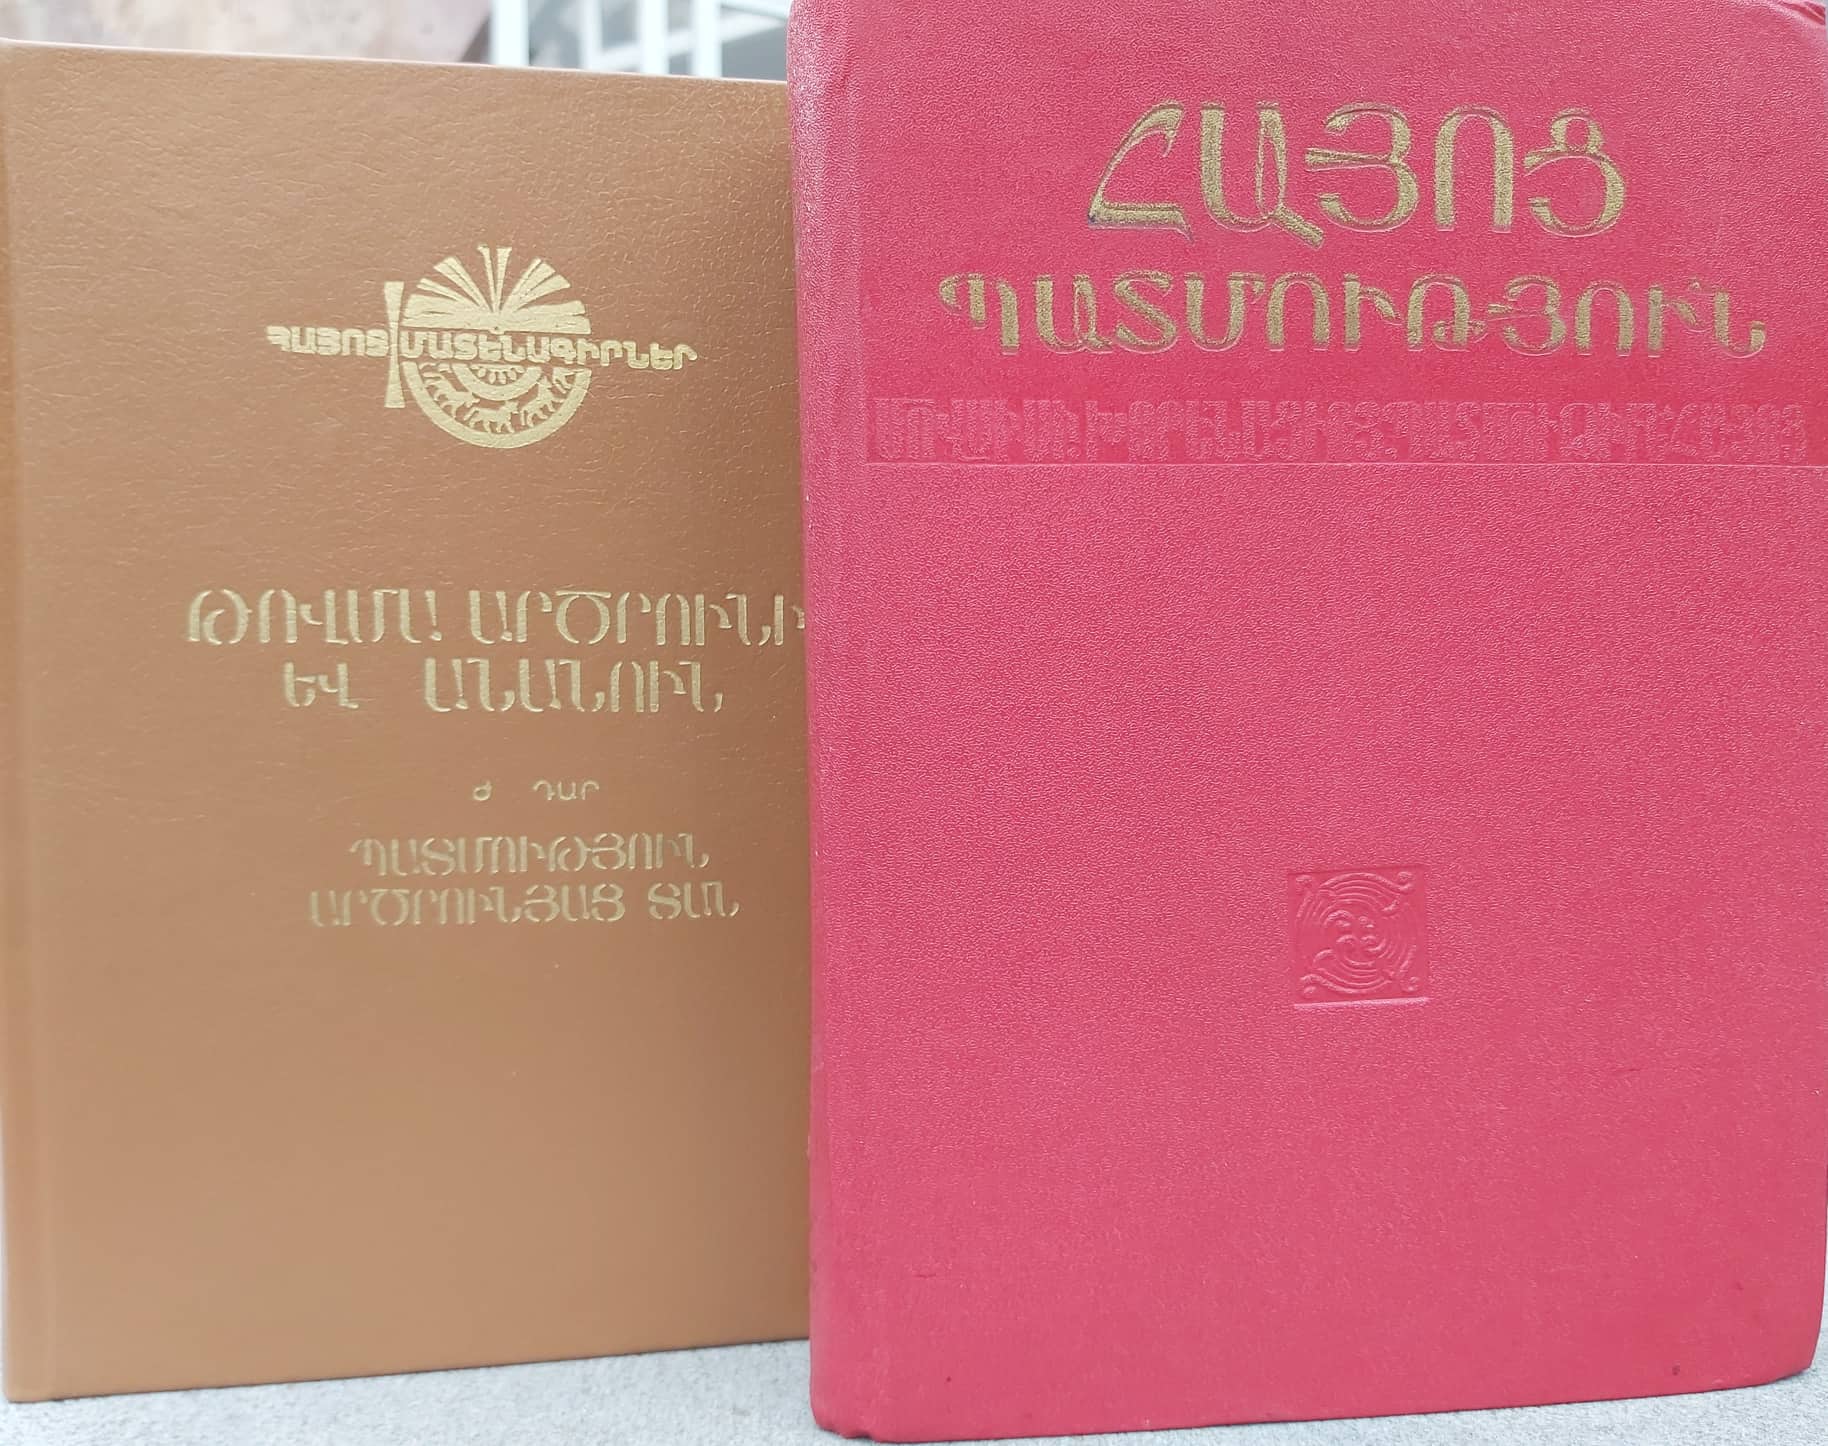 ՀԱՅՈՑ ՄԱՏԵՆԱԳԻՐՆԵՐ
ԹՈՎՄԱ ԱՐԾՐՈՒՆԻ
ԵՎ ԱՆԱՆՈՒՆ
Ժ ԴԱՐ
ՊԱՏՄՈՒԹՅՈՒՆ
ԱՐԾՐՈՒՆՅԱՑ ՏԱՆ
ՀԱՅՈՑ
ՊԱՏՄՈՒԹՅՈՒՆ